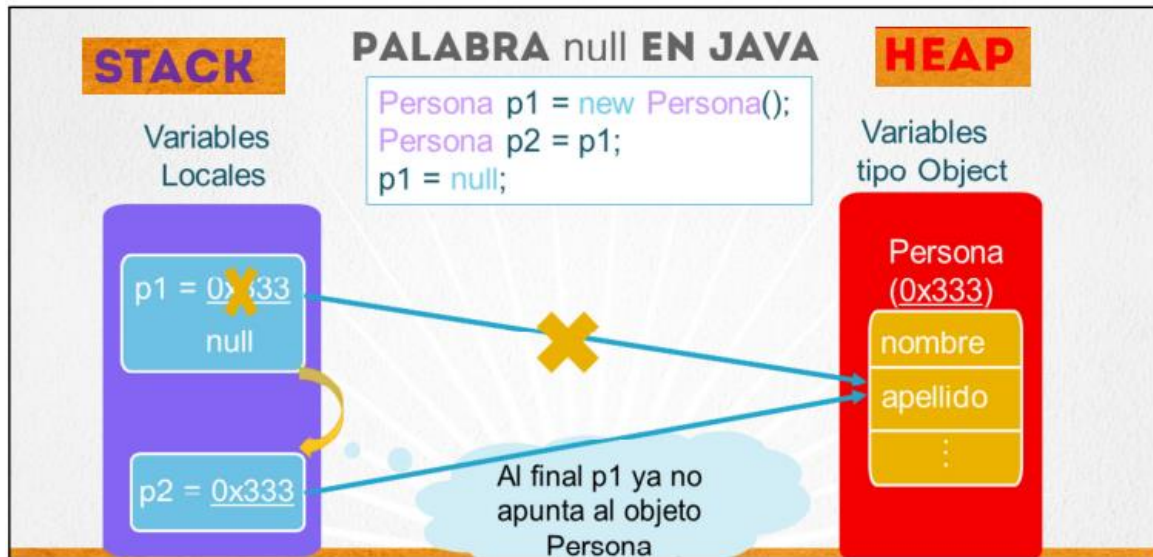 STACK
PALABRA null EN JAVA
HEAP
Persona p1 = new Persona();
Persona p2 = p1;
p1 = null;
Variables
Locales
Variables
tipo Object
p1 = 0x333
null
p2 = 0x333
Persona
(0x333)
nombre
apellido
⋮
Al final p1 ya no
apunta al objeto
Persona